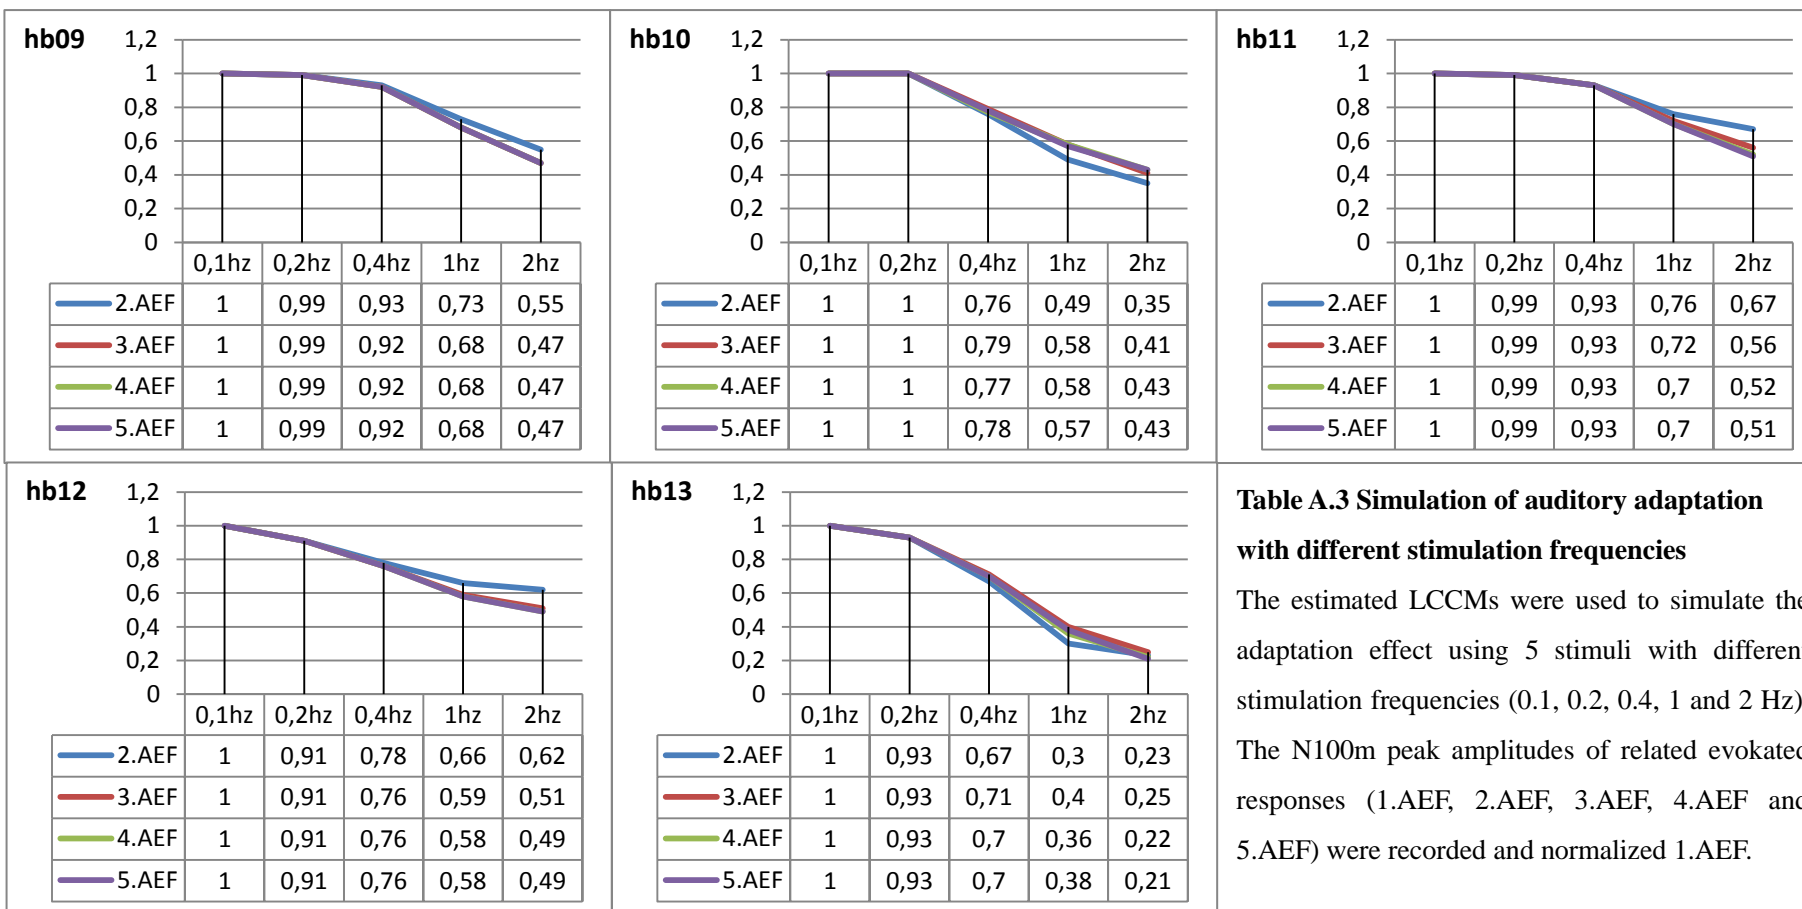 hb09
1,2
1
0,8
0,6
0,4
0,2
0
0,1hz 0,2hz 0,4hz 1hz 2hz
2.AEF 1 0,99 0,93 0,73 0,55
3.AEF 1 0,99 0,92 0,68 0,47
4.AEF 1 0,99 0,92 0,68 0,47
5.AEF 1 0,99 0,92 0,68 0,47
hb10
1,2
1
0,8
0,6
0,4
0,2
0
0,1hz 0,2hz 0,4hz 1hz 2hz
2.AEF 1 1 0,76 0,49 0,35
3.AEF 1 1 0,79 0,58 0,41
4.AEF 1 1 0,77 0,58 0,43
5.AEF 1 1 0,78 0,57 0,43
hb11
1,2
1
0,8
0,6
0,4
0,2
0
0,1hz 0,2hz 0,4hz 1hz 2hz
2.AEF 1 0,99 0,93 0,76 0,67
3.AEF 1 0,99 0,93 0,72 0,56
4.AEF 1 0,99 0,93 0,7 0,52
5.AEF 1 0,99 0,93 0,7 0,51
hb12
1,2
1
0,8
0,6
0,4
0,2
0
0,1hz 0,2hz 0,4hz 1hz 2hz
2.AEF 1 0,91 0,78 0,66 0,62
3.AEF 1 0,91 0,76 0,59 0,51
4.AEF 1 0,91 0,76 0,58 0,49
5.AEF 1 0,91 0,76 0,58 0,49
hb13
1,2
1
0,8
0,6
0,4
0,2
0
0,1hz 0,2hz 0,4hz 1hz 2hz
2.AEF 1 0,93 0,67 0,3 0,23
3.AEF 1 0,93 0,71 0,4 0,25
4.AEF 1 0,93 0,7 0,36 0,22
5.AEF 1 0,93 0,7 0,38 0,21
Table A.3 Simulation of auditory adaptation
with different stimulation frequencies
The estimated LCCMs were used to simulate the
adaptation effect using 5 stimuli with different
stimulation frequencies (0.1, 0.2, 0.4, 1 and 2 Hz)
The N100m peak amplitudes of related evokated
responses (1.AEF, 2.AEF, 3.AEF, 4.AEF and
5.AEF) were recorded and normalized 1.AEF.